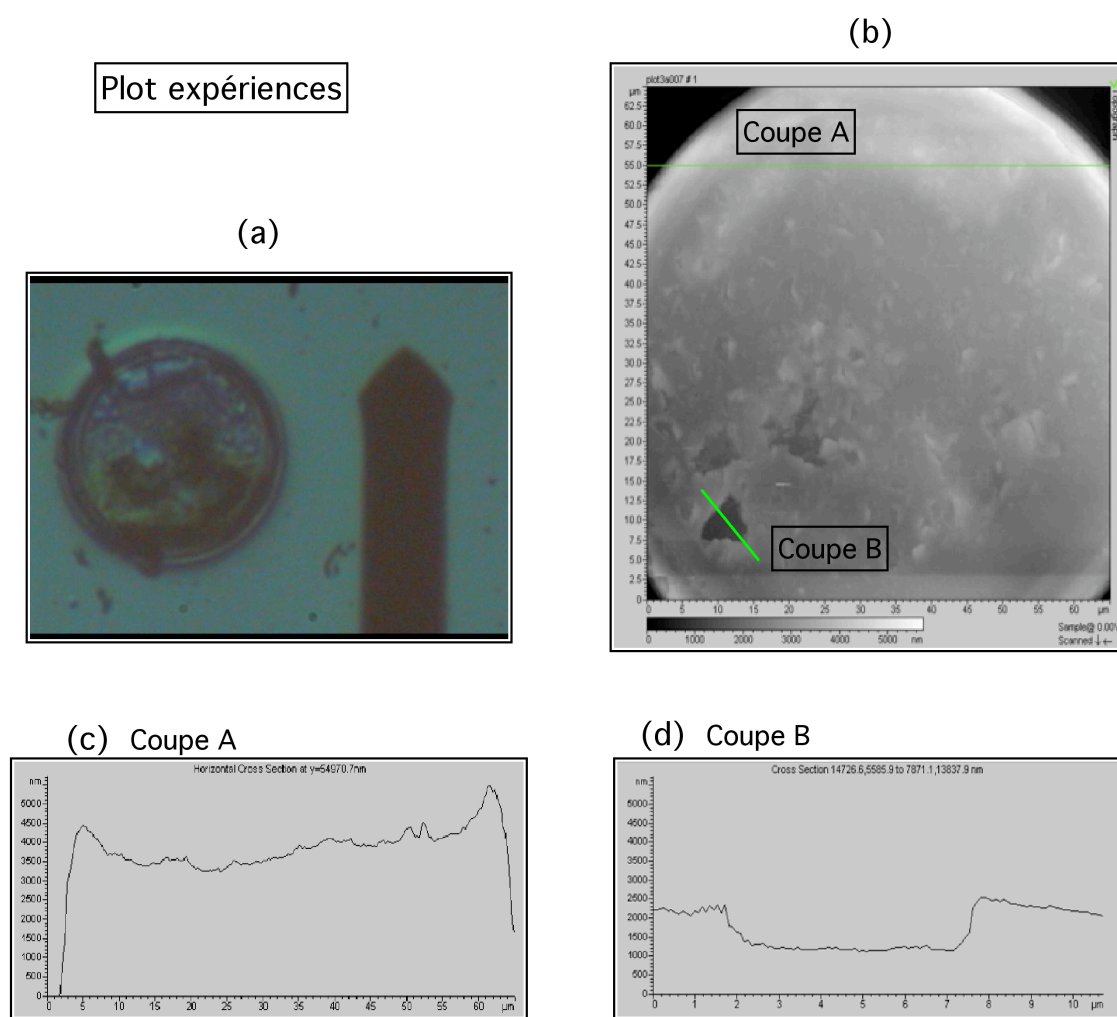 (b)
Plot expériences
plot3a007 # 1
µm
Coupe A
62.5
60.0
57.5
55.0
52.5
50.0
47.5
45.0
42.5
40.0
37.5
35.0
32.5
30.0
27.5
25.0
22.5
20.0
17.5
15.0
12.5
10.0
7.5
5.0
2.5
0
Coupe B
0 5 10 15 20 25 30 35 40 45 50 55 60 µm
0 1000 2000 3000 4000 5000 nm
Sample@ 0.00V
Scanned
(a)
(c) Coupe A
Horizontal Cross Section at y=54970.7nm
nm
5000
4500
4000
3500
3000
2500
2000
1500
1000
500
0
0 5 10 15 20 25 30 35 40 45 50 55 60 µm
(d) Coupe B
Cross Section 14726.6,5585.9 to 7871.1,13837.9 nm
nm
5000
4500
4000
3500
3000
2500
2000
1500
1000
500
0
0 1 2 3 4 5 6 7 8 9 10 µm